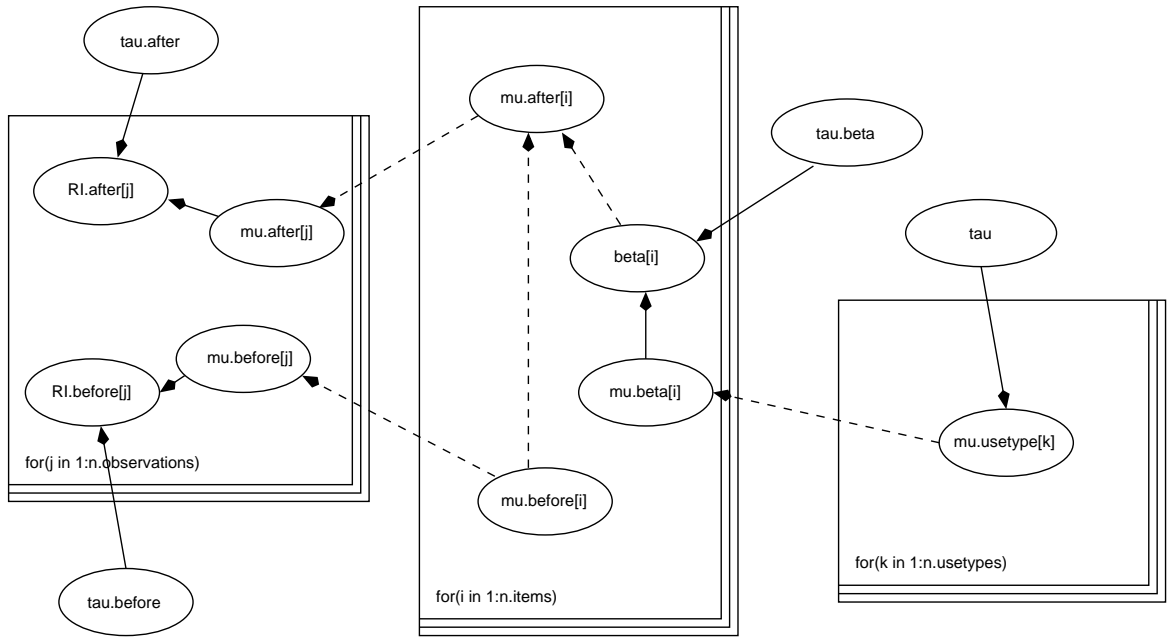 tau.after
mu.after[i]
tau.beta
RI.after[j]
mu.after[j]
tau
beta[i]
mu.before[j]
RI.before[j]
mu.beta[i]
mu.usetype[k]
for(j in 1:n.observations)
mu.before[i]
for(k in 1:n.usetypes)
for(i in 1:n.items)
tau.before